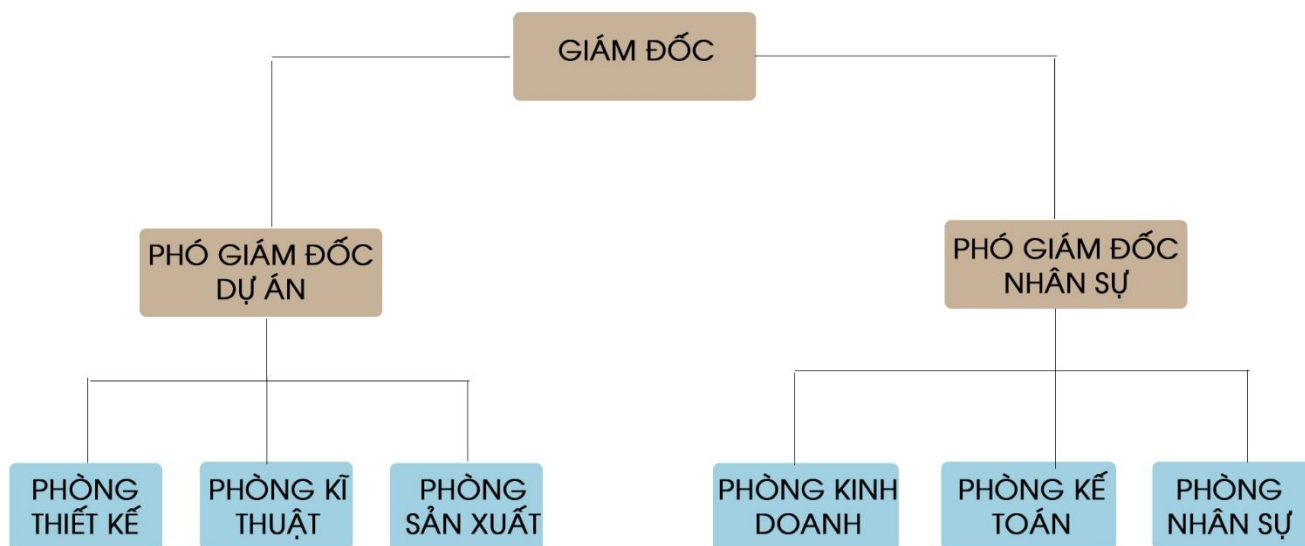 GIÁM ĐỐC
PHÓ GIÁM ĐỐC
DỰ ÁN
PHÓ GIÁM ĐỐC
NHÂN SỰ
PHÒNG
THIẾT KẾ
PHÒNG KĨ
THUẬT
PHÒNG
SẢN XUẤT
PHÒNG KINH
DOANH
PHÒNG KẾ
TOÁN
PHÒNG
NHÂN SỰ